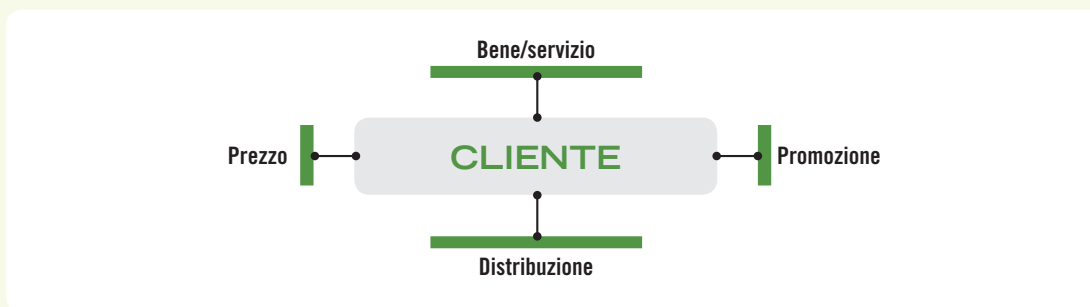 Bene/servizio
Prezzo
CLIENTE
Promozione
Distribuzione